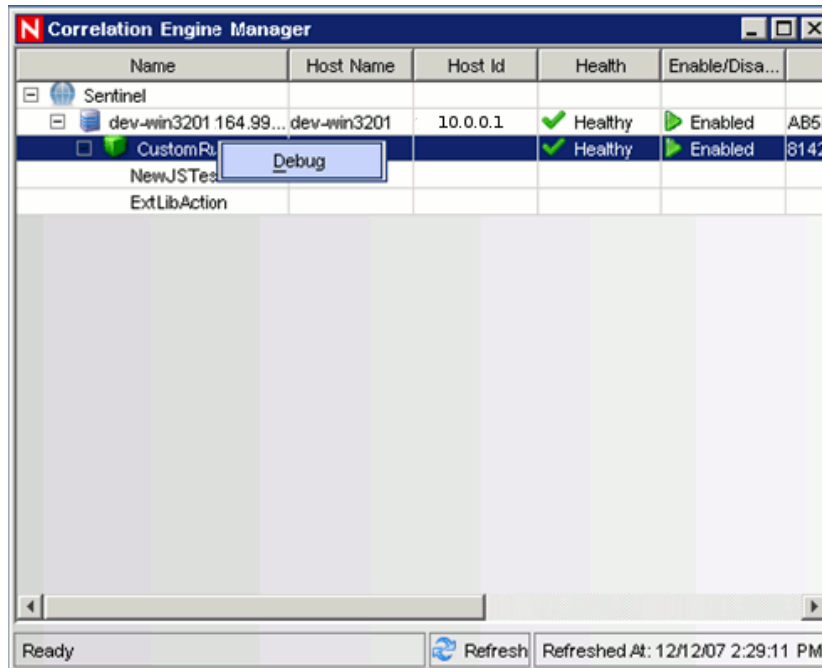 N Correlation Engine Manager
Name Host Name Host Id Health Enable/Disa...
Sentinel
dev-win3201 164.99... dev-win3201 10.0.0.1 Healthy Enabled AB5
CustomRu Healthy Enabled 8142
Debug
NewJSTes
ExtLibAction
Ready Refresh Refreshed At: 12/12/07 2:29:11 PM